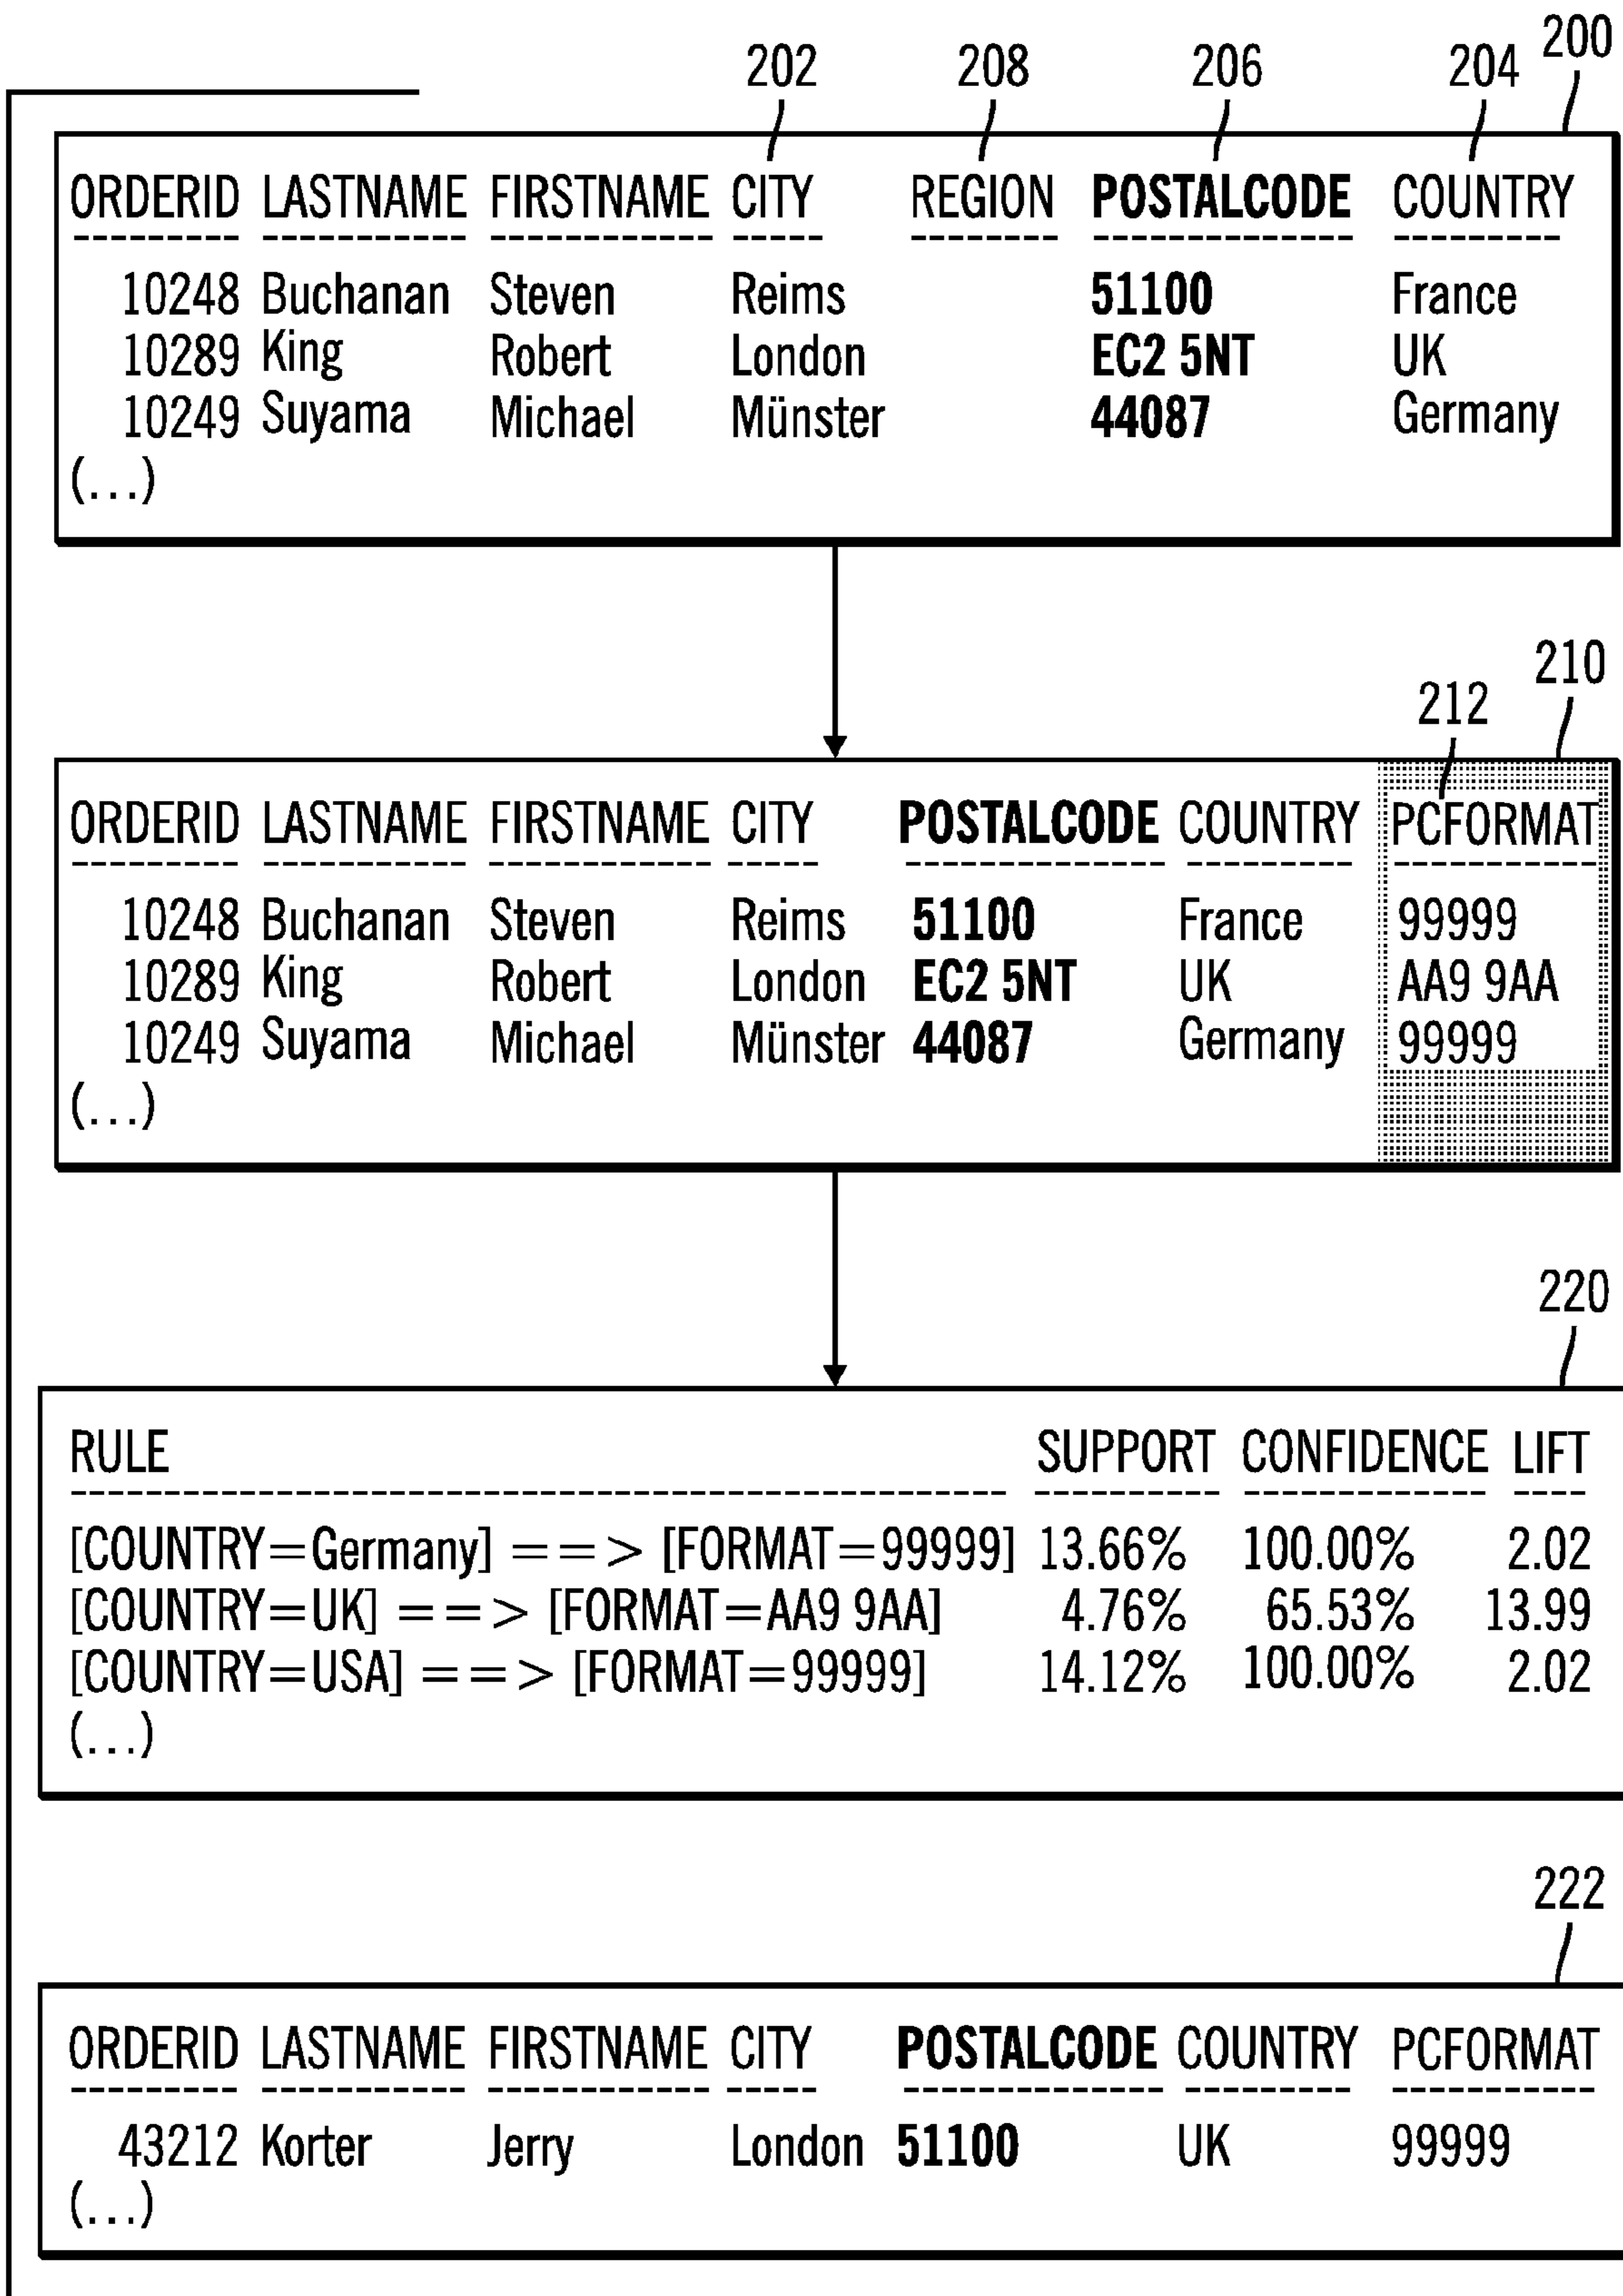 200
202 208 206 204
ORDERID LASTNAME FIRSTNAME CITY REGION POSTALCODE COUNTRY
10248 Buchanan Steven Reims 51100 France
10289 King Robert London EC2 5NT UK
10249 Suyama Michael Münster 44087 Germany
(...)
210
212
ORDERID LASTNAME FIRSTNAME CITY POSTALCODE COUNTRY PCFORMAT
10248 Buchanan Steven Reims 51100 France 99999
10289 King Robert London EC2 5NT UK AA9 9AA
10249 Suyama Michael Münster 44087 Germany 99999
(...)
220
RULE SUPPORT CONFIDENCE LIFT
[COUNTRY=Germany] ==> [FORMAT=99999] 13.66% 100.00% 2.02
[COUNTRY=UK] ==> [FORMAT=AA9 9AA] 4.76% 65.53% 13.99
[COUNTRY=USA] ==> [FORMAT=99999] 14.12% 100.00% 2.02
(...)
222
ORDERID LASTNAME FIRSTNAME CITY POSTALCODE COUNTRY PCFORMAT
43212 Korter Jerry London 51100 UK 99999
(...)